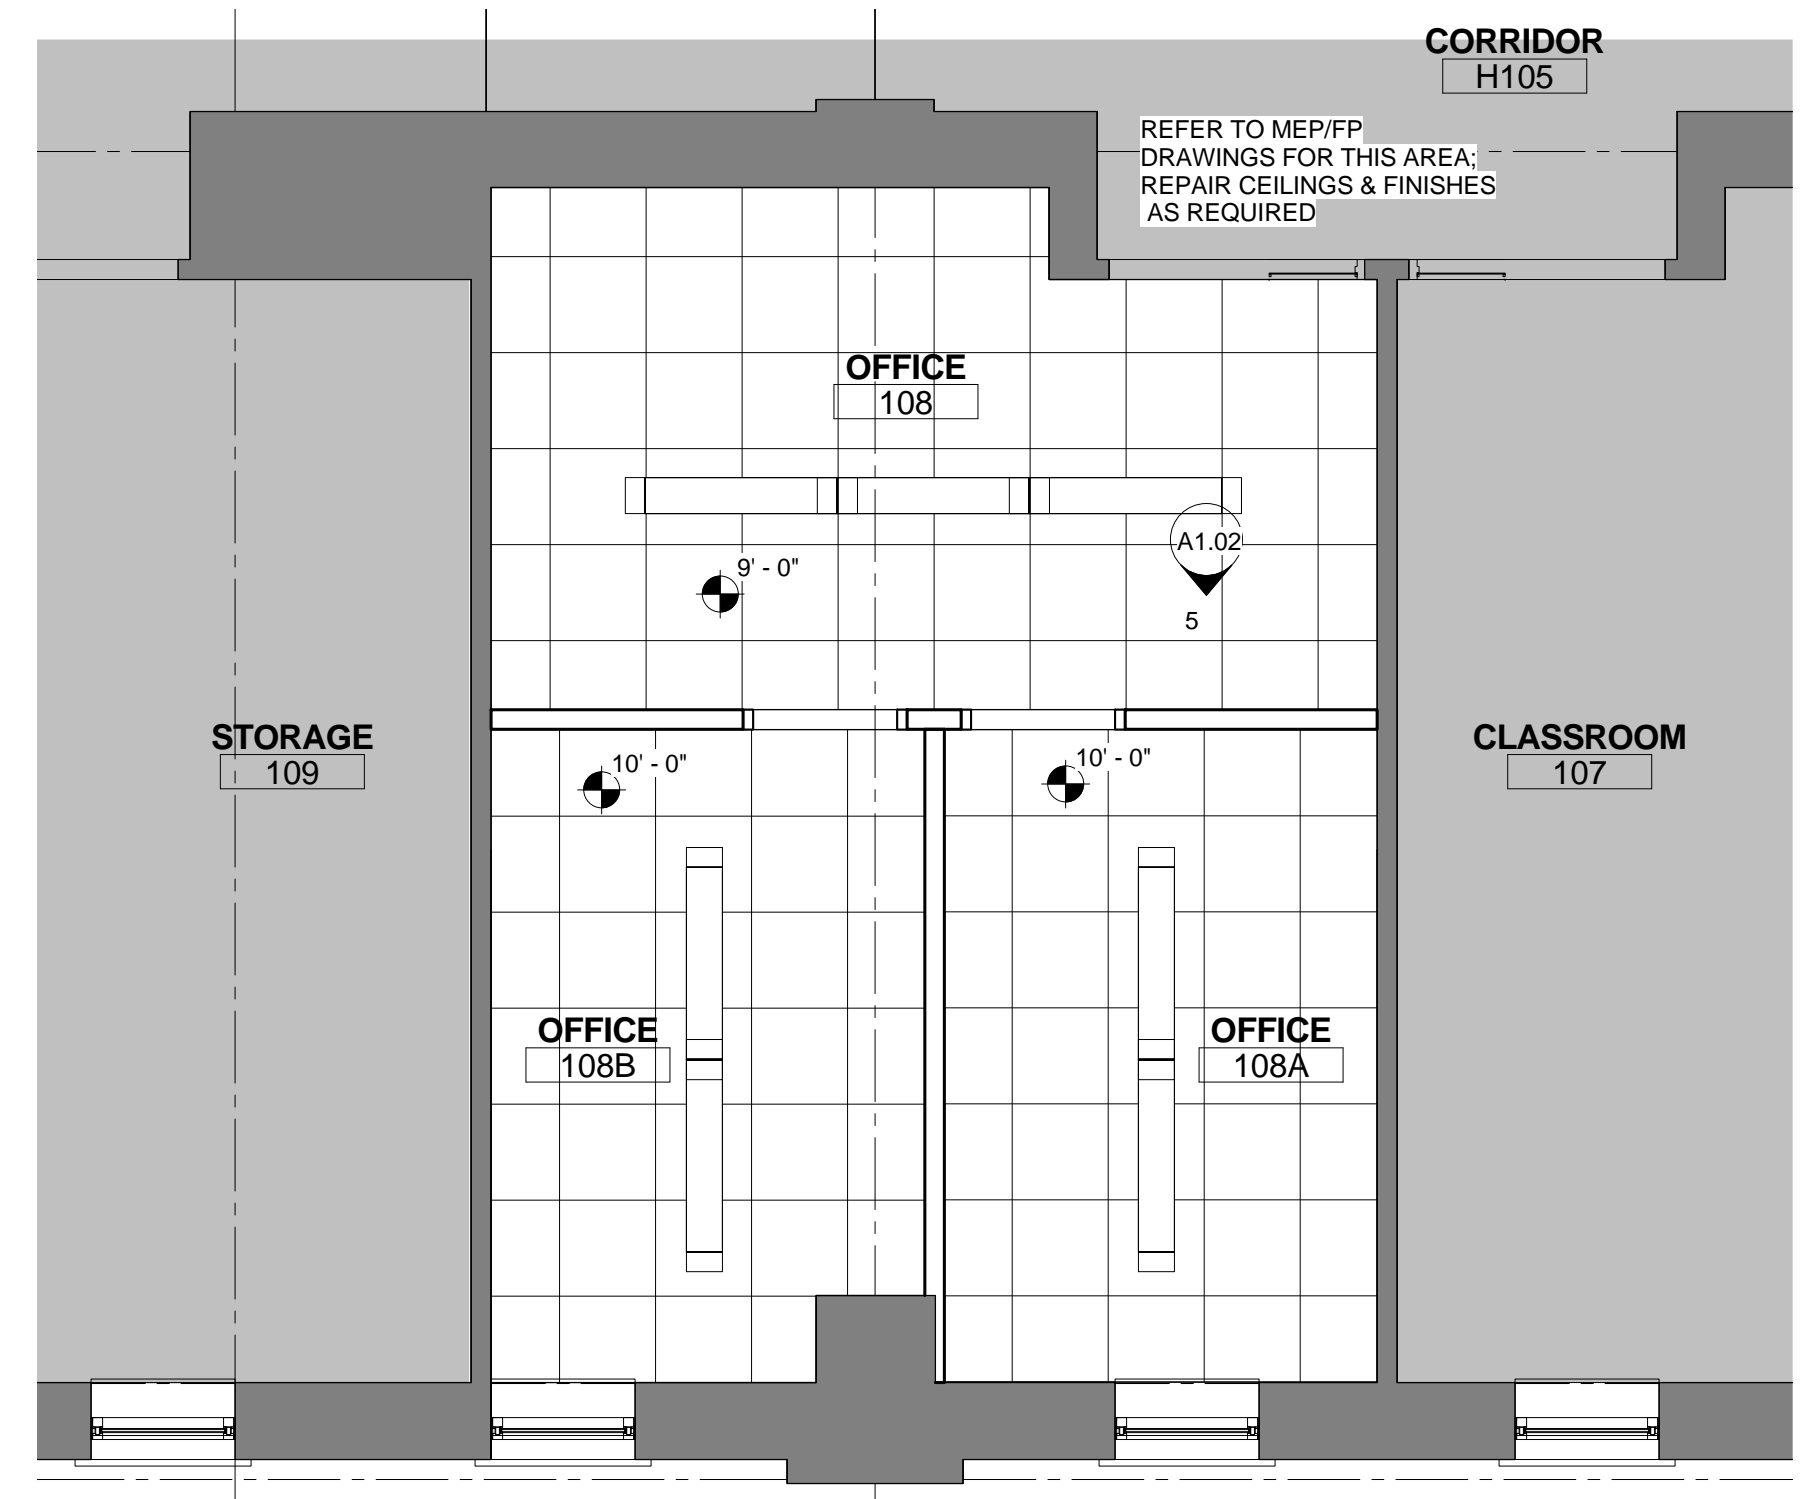 CORRIDOR
H105
REFER TO MEP/FP
DRAWINGS FOR THIS AREA;
REPAIR CEILINGS & FINISHES
AS REQUIRED
OFFICE
108
A1.02
9' - 0"
5
STORAGE
109
10' - 0"
10' - 0"
CLASSROOM
107
OFFICE
108B
OFFICE
108A